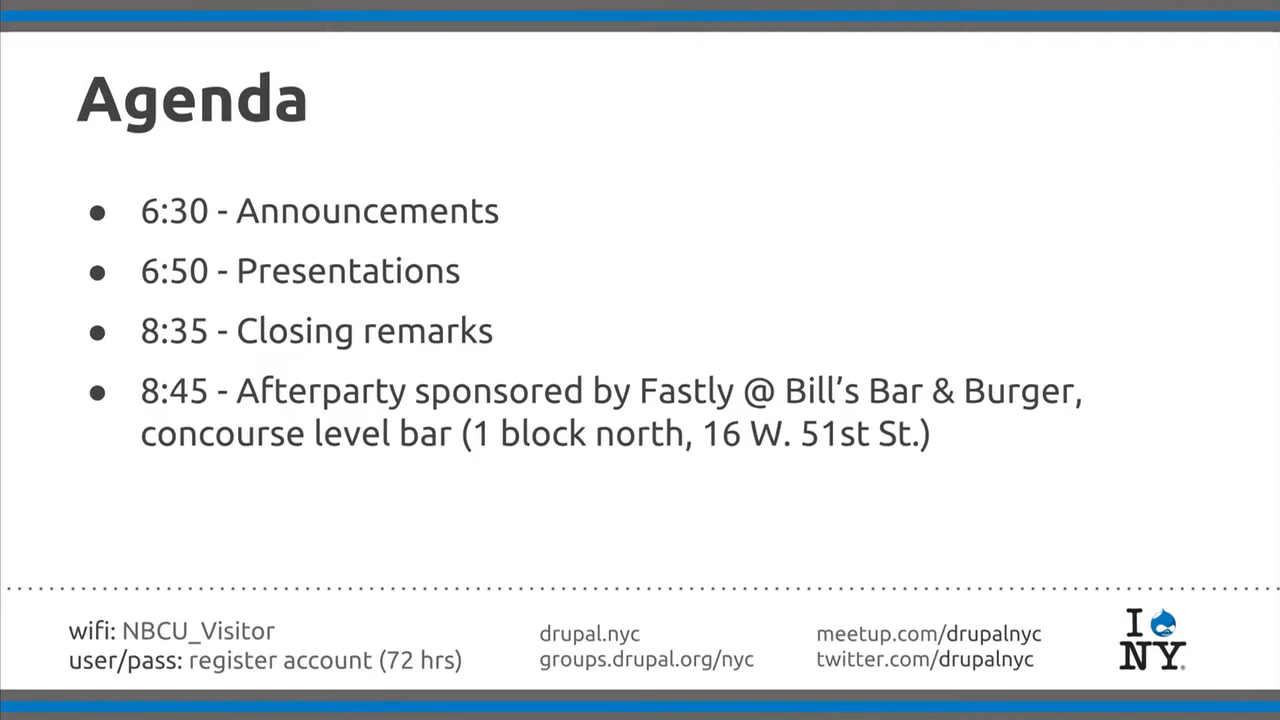 Agenda
● 6:30 - Announcements
● 6:50 - Presentations
● 8:35 - Closing remarks
● 8:45 - Afterparty sponsored by Fastly @ Bill’s Bar & Burger,
concourse level bar (1 block north, 16 W. 51st St.)
wifi: NBCU_Visitor
user/pass: register account (72 hrs)
drupal.nyc
groups.drupal.org/nyc
meetup.com/drupalnyc
twitter.com/drupalnyc
I
NY